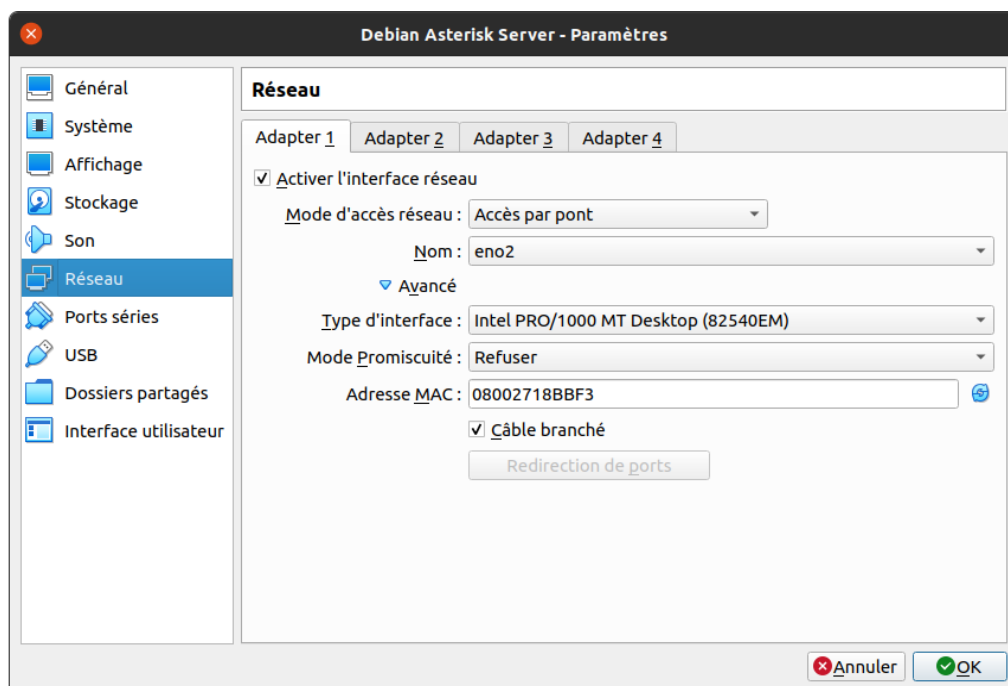 Debian Asterisk Server - Paramètres
Général
Système
Affichage
Stockage
Son
Réseau
Ports séries
USB
Dossiers partagés
Interface utilisateur
Réseau
Adapter 1 Adapter 2 Adapter 3 Adapter 4
Activer l'interface réseau
Mode d'accès réseau : Accès par pont
Nom : eno2
Avancé
Type d'interface : Intel PRO/1000 MT Desktop (82540EM)
Mode Promiscuité : Refuser
Adresse MAC : 08002718BBF3
Câble branché
Redirection de ports
Annuler OK